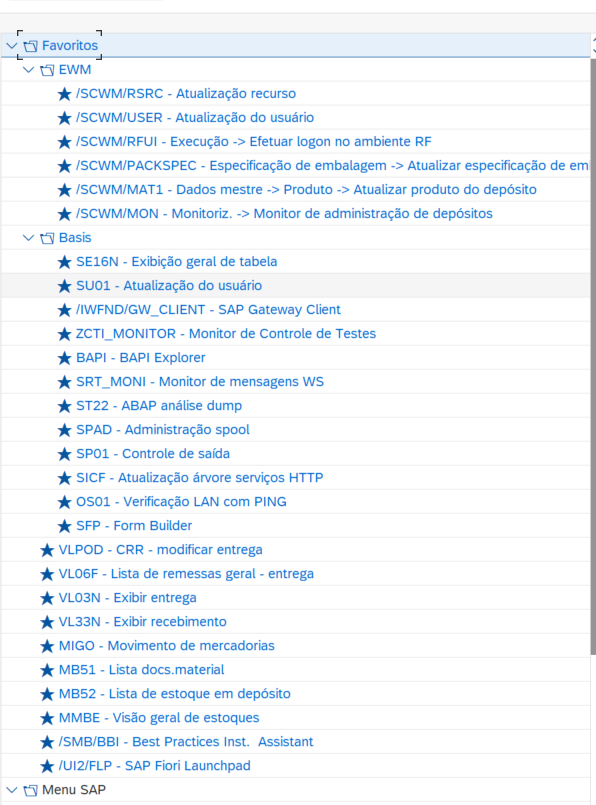 Favoritos
EWM
/SCWM/RSRC - Atualização recurso
/SCWM/USER - Atualização do usuário
/SCWM/RFUI - Execução -> Efetuar logon no ambiente RF
/SCWM/PACKSPEC - Especificação de embalagem -> Atualizar especificação de em
/SCWM/MAT1 - Dados mestre -> Produto -> Atualizar produto do depósito
/SCWM/MON - Monitoriz. -> Monitor de administração de depósitos
Basis
SE16N - Exibição geral de tabela
SU01 - Atualização do usuário
/IWFND/GW_CLIENT - SAP Gateway Client
ZCTI_MONITOR - Monitor de Controle de Testes
BAPI - BAPI Explorer
SRT_MONI - Monitor de mensagens WS
ST22 - ABAP análise dump
SPAD - Administração spool
SP01 - Controle de saída
SICF - Atualização árvore serviços HTTP
OS01 - Verificação LAN com PING
SFP - Form Builder
VLPOD - CRR - modificar entrega
VL06F - Lista de remessas geral - entrega
VL03N - Exibir entrega
VL33N - Exibir recebimento
MIGO - Movimento de mercadorias
MB51 - Lista docs.material
MB52 - Lista de estoque em depósito
MMBE - Visão geral de estoques
/SMB/BBI - Best Practices Inst.  Assistant
/UI2/FLP - SAP Fiori Launchpad
Menu SAP